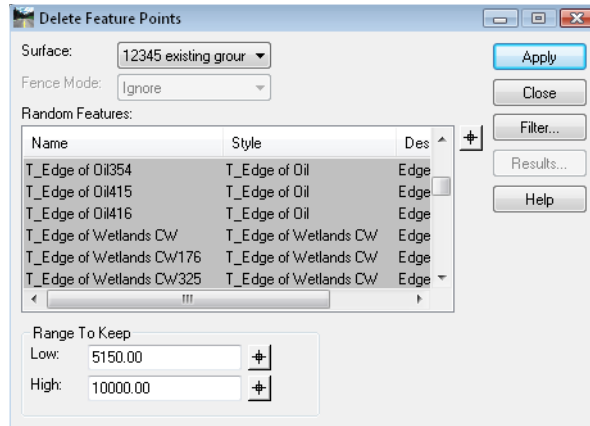 Delete Feature Points
Surface: 12345 existing grour
Apply
Fence Mode: Ignore
Close
Random Features:
Filter...
Name Style Des
Results...
T_Edge of Oil354 T_Edge of Oil Edge
T_Edge of Oil415 T_Edge of Oil Edge
Help
T_Edge of Oil416 T_Edge of Oil Edge
T_Edge of Wetlands CW T_Edge of Wetlands CW Edge
T_Edge of Wetlands CW176 T_Edge of Wetlands CW Edge
T_Edge of Wetlands CW325 T_Edge of Wetlands CW Edge
Range To Keep
Low: 5150.00
High: 10000.00